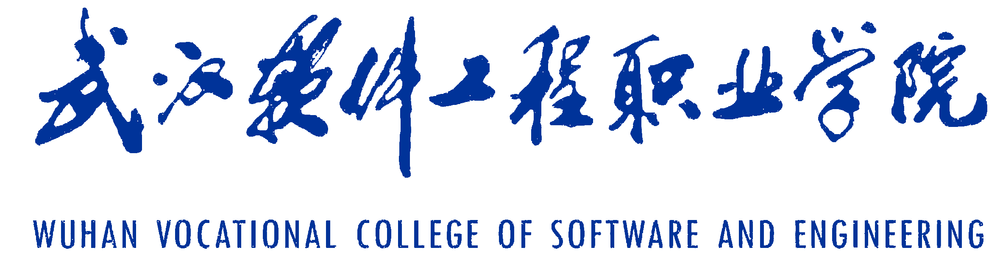 武汉软件工程职业学院
WUHAN VOCATIONAL COLLEGE OF SOFTWARE AND ENGINEERING